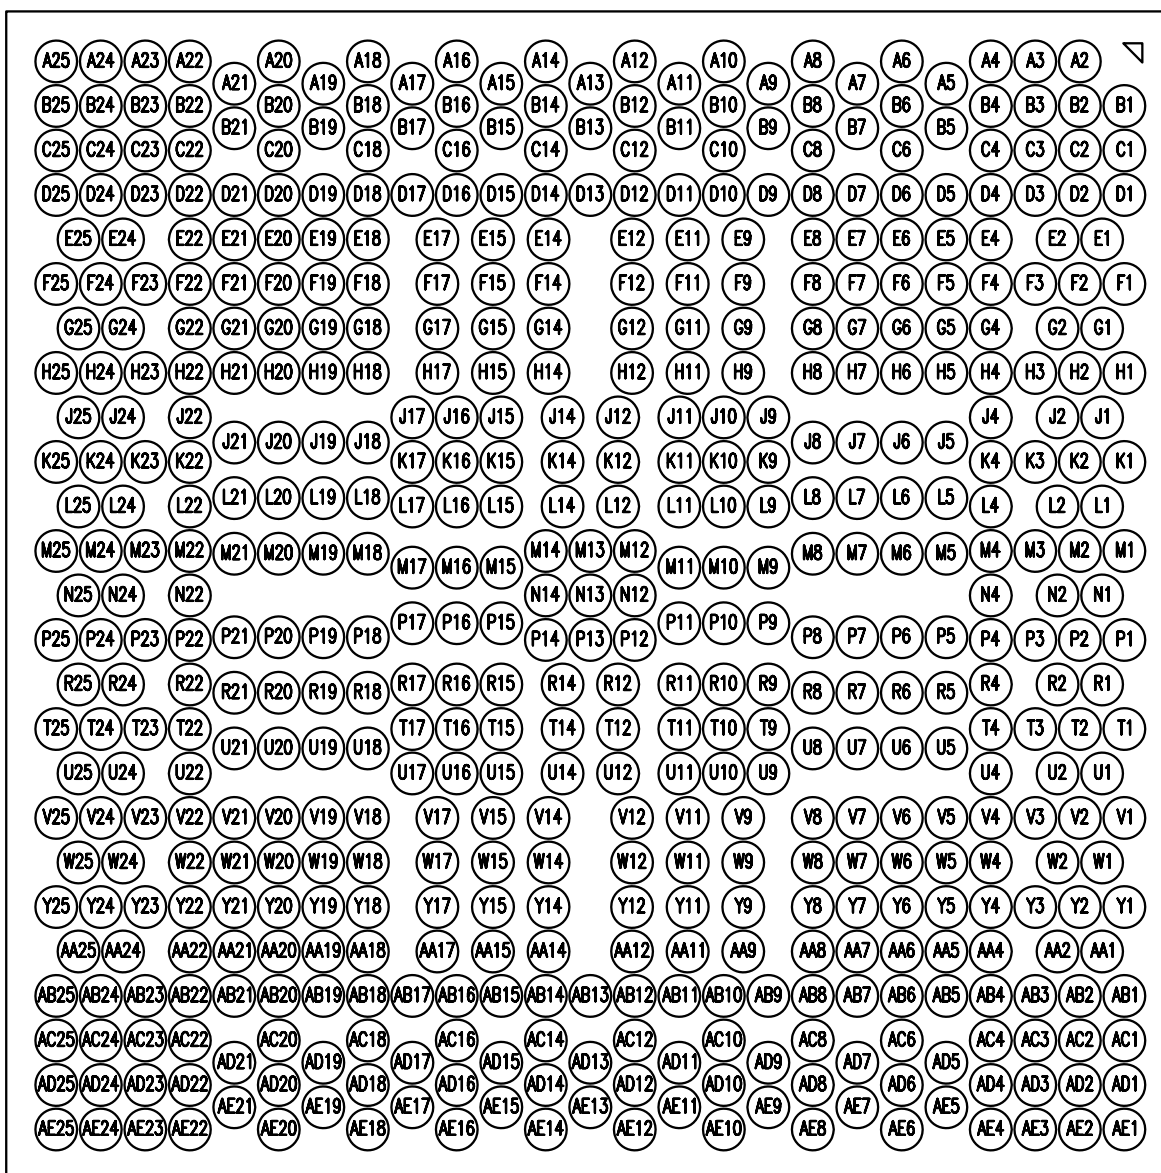 A25 A24 A23 A22 A20 A18 A16 A14 A12 A10 A8 A6 A4 A3 A2
A21 A19 A17 A15 A13 A11 A9 A7 A5
B25 B24 B23 B22 B20 B18 B16 B14 B12 B10 B8 B6 B4 B3 B2 B1
B21 B19 B17 B15 B13 B11 B9 B7 B5
C25 C24 C23 C22 C20 C18 C16 C14 C12 C10 C8 C6 C4 C3 C2 C1
D25 D24 D23 D22 D21 D20 D19 D18 D17 D16 D15 D14 D13 D12 D11 D10 D9 D8 D7 D6 D5 D4 D3 D2 D1
E25 E24 E22 E21 E20 E19 E18 E17 E15 E14 E12 E11 E9 E8 E7 E6 E5 E4 E2 E1
F25 F24 F23 F22 F21 F20 F19 F18 F17 F15 F14 F12 F11 F9 F8 F7 F6 F5 F4 F3 F2 F1
G25 G24 G22 G21 G20 G19 G18 G17 G15 G14 G12 G11 G9 G8 G7 G6 G5 G4 G2 G1
H25 H24 H23 H22 H21 H20 H19 H18 H17 H15 H14 H12 H11 H9 H8 H7 H6 H5 H4 H3 H2 H1
J25 J24 J22 J17 J16 J15 J14 J12 J11 J10 J9 J4 J2 J1
J21 J20 J19 J18 J8 J7 J6 J5
K25 K24 K23 K22 K17 K16 K15 K14 K12 K11 K10 K9 K4 K3 K2 K1
L21 L20 L19 L18 L8 L7 L6 L5
L25 L24 L22 L17 L16 L15 L14 L12 L11 L10 L9 L4 L2 L1
M25 M24 M23 M22 M21 M20 M19 M18 M14 M13 M12 M8 M7 M6 M5 M4 M3 M2 M1
M17 M16 M15 M11 M10 M9
N25 N24 N22 N14 N13 N12 N4 N2 N1
P17 P16 P15 P11 P10 P9
P25 P24 P23 P22 P21 P20 P19 P18 P14 P13 P12 P8 P7 P6 P5 P4 P3 P2 P1
R25 R24 R22 R21 R20 R19 R18 R17 R16 R15 R14 R12 R11 R10 R9 R8 R7 R6 R5 R4 R2 R1
T25 T24 T23 T22 T17 T16 T15 T14 T12 T11 T10 T9 T4 T3 T2 T1
U21 U20 U19 U18 U8 U7 U6 U5
U25 U24 U22 U17 U16 U15 U14 U12 U11 U10 U9 U4 U2 U1
V25 V24 V23 V22 V21 V20 V19 V18 V17 V15 V14 V12 V11 V9 V8 V7 V6 V5 V4 V3 V2 V1
W25 W24 W22 W21 W20 W19 W18 W17 W15 W14 W12 W11 W9 W8 W7 W6 W5 W4 W2 W1
Y25 Y24 Y23 Y22 Y21 Y20 Y19 Y18 Y17 Y15 Y14 Y12 Y11 Y9 Y8 Y7 Y6 Y5 Y4 Y3 Y2 Y1
AA25 AA24 AA22 AA21 AA20 AA19 AA18 AA17 AA15 AA14 AA12 AA11 AA9 AA8 AA7 AA6 AA5 AA4 AA2 AA1
AB25 AB24 AB23 AB22 AB21 AB20 AB19 AB18 AB17 AB16 AB15 AB14 AB13 AB12 AB11 AB10 AB9 AB8 AB7 AB6 AB5 AB4 AB3 AB2 AB1
AC25 AC24 AC23 AC22 AC20 AC18 AC16 AC14 AC12 AC10 AC8 AC6 AC4 AC3 AC2 AC1
AD21 AD19 AD17 AD15 AD13 AD11 AD9 AD7 AD5
AD25 AD24 AD23 AD22 AD20 AD18 AD16 AD14 AD12 AD10 AD8 AD6 AD4 AD3 AD2 AD1
AE21 AE19 AE17 AE15 AE13 AE11 AE9 AE7 AE5
AE25 AE24 AE23 AE22 AE20 AE18 AE16 AE14 AE12 AE10 AE8 AE6 AE4 AE3 AE2 AE1